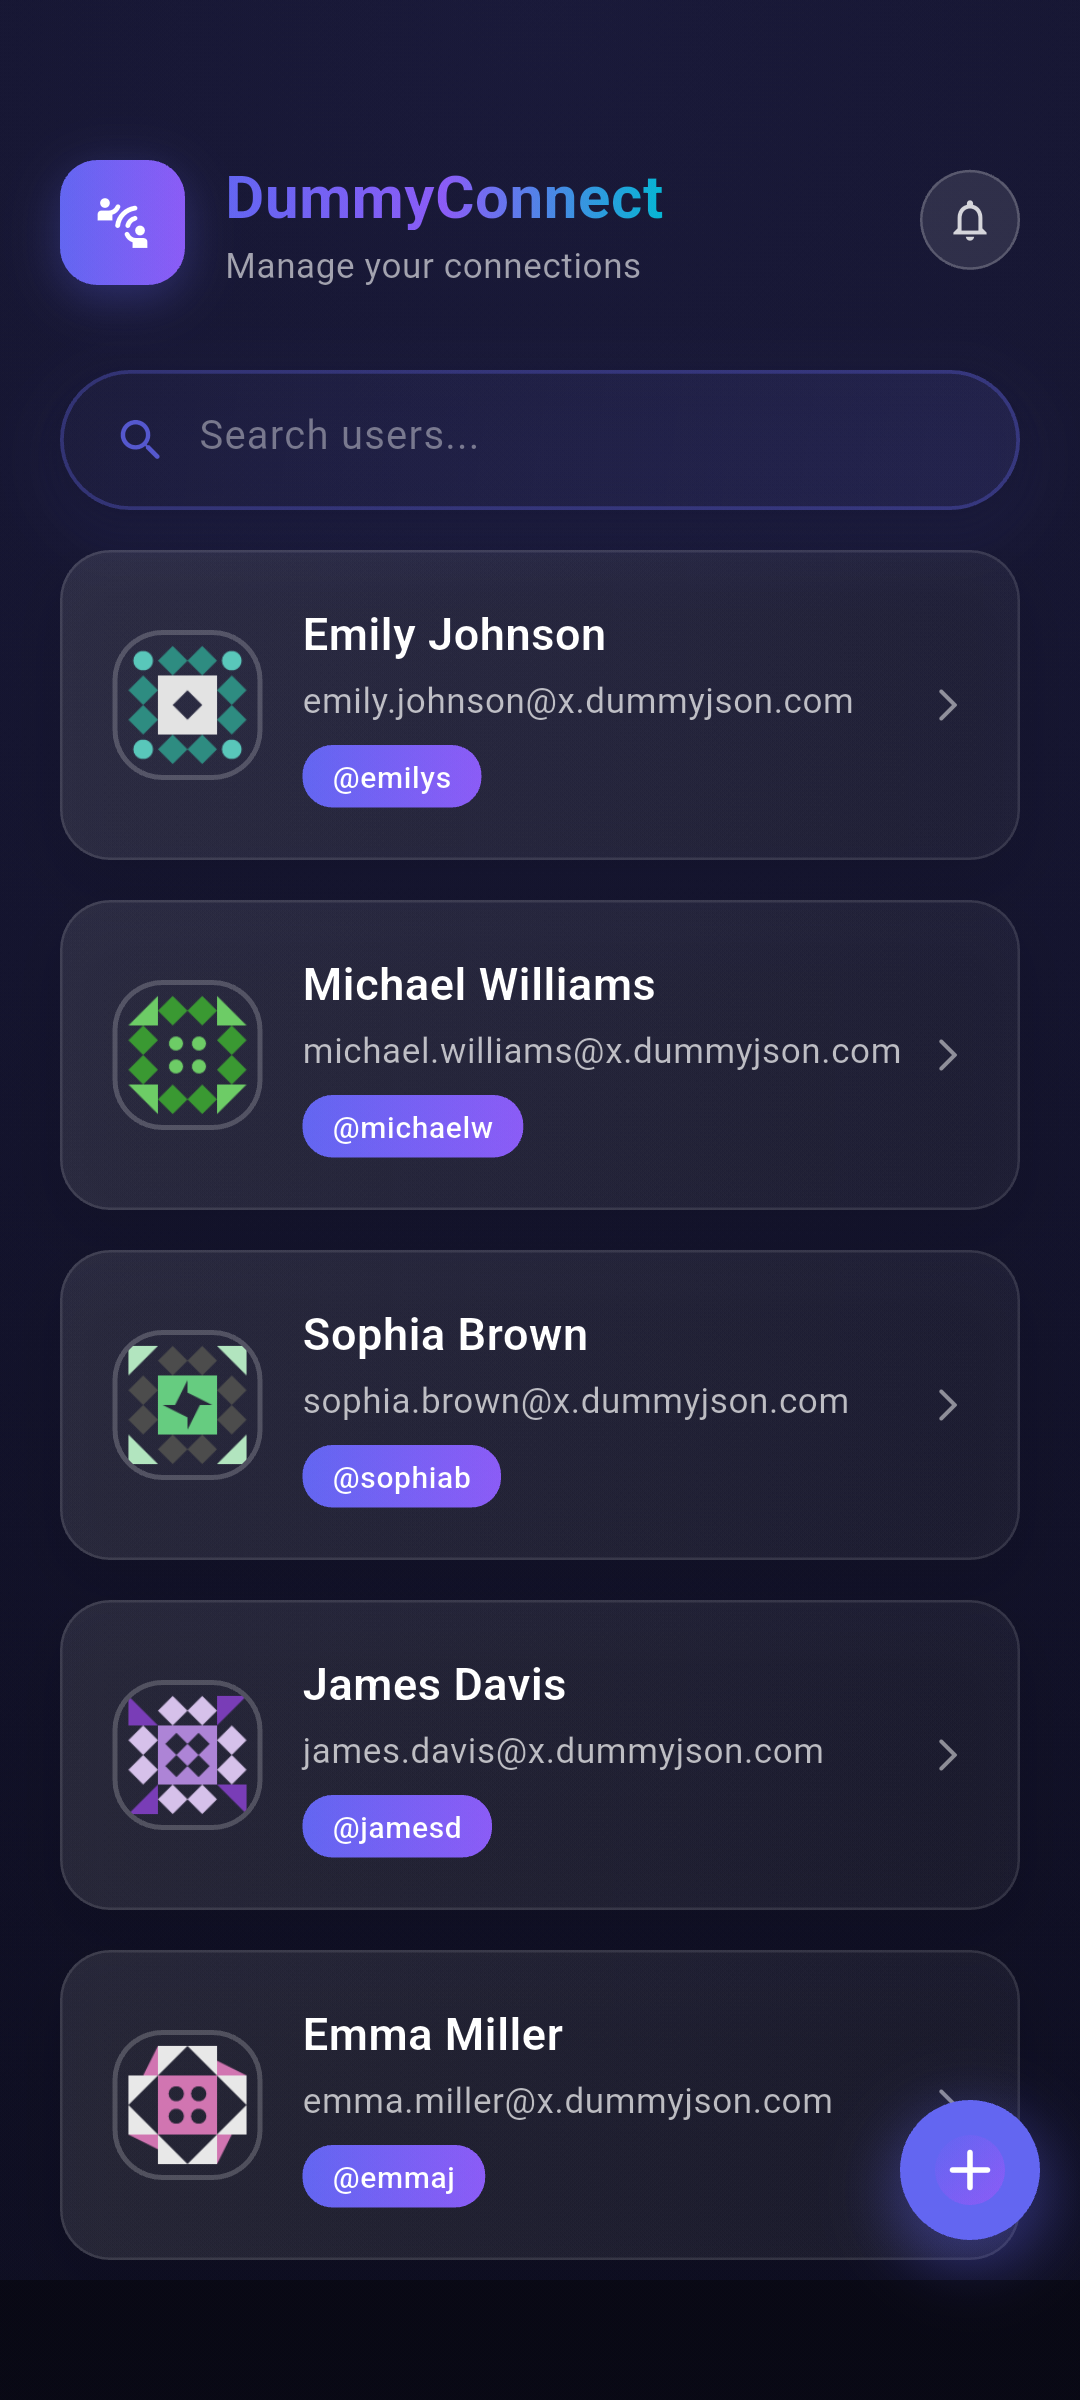 DummyConnect
Manage your connections
Search users...
Emily Johnson
emily.johnson@x.dummyjson.com
@emilys
Michael Williams
michael.williams@x.dummyjson.com
@michaelw
Sophia Brown
sophia.brown@x.dummyjson.com
@sophiab
James Davis
james.davis@x.dummyjson.com
@jamesd
Emma Miller
emma.miller@x.dummyjson.com
@emmaj